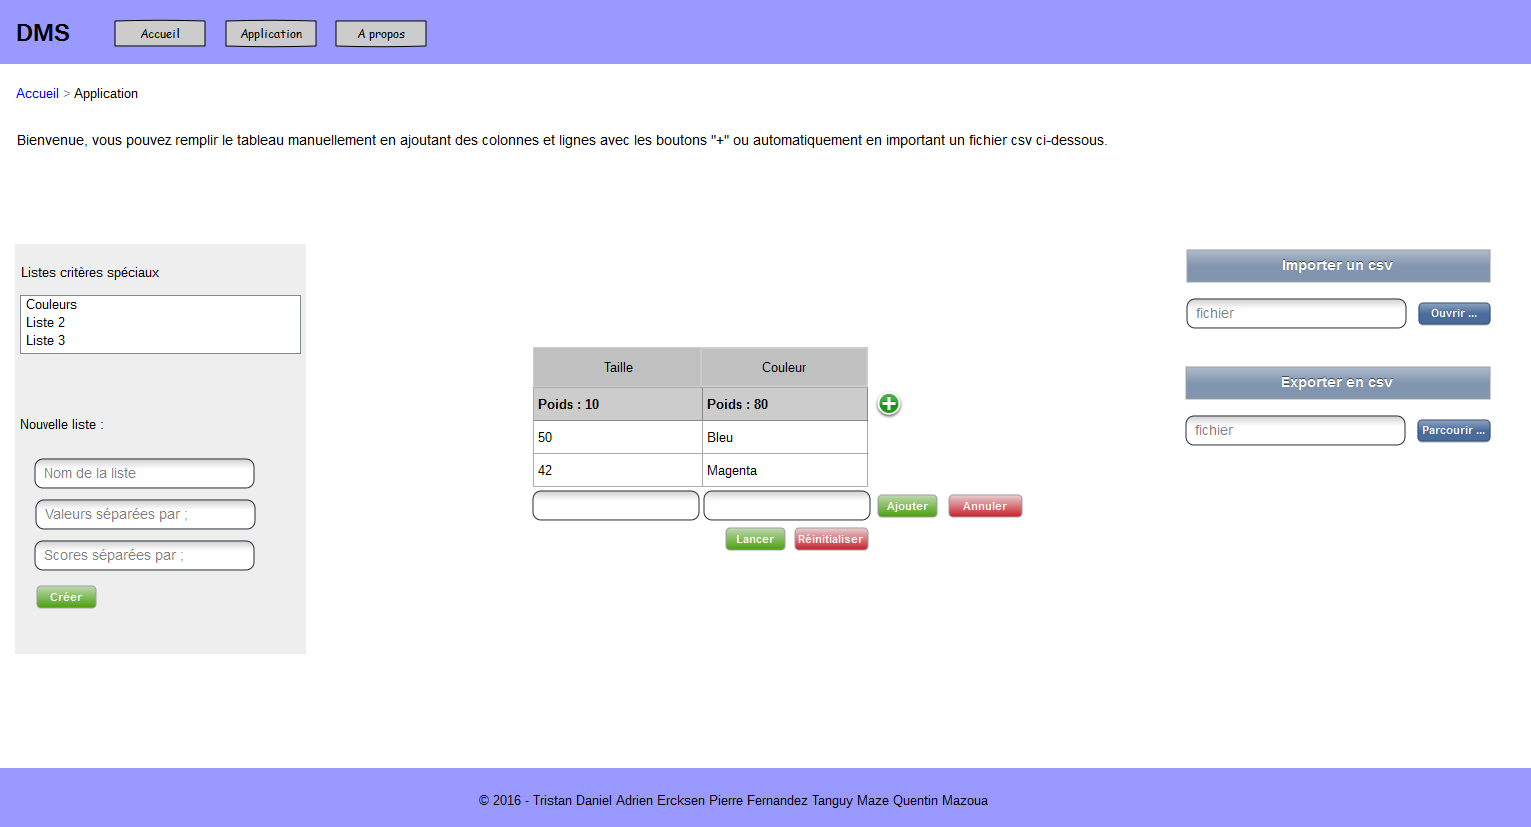 DMS
Accueil
Application
A propos
Accueil > Application
Bienvenue, vous pouvez remplir le tableau manuellement en ajoutant des colonnes et lignes avec les boutons "+" ou automatiquement en important un fichier csv ci-dessous.
Listes critères spéciaux
Couleurs
Liste 2
Liste 3
Nouvelle liste :
Nom de la liste
Valeurs séparées par ;
Scores séparées par ;
Créer
Taille Couleur
Poids : 10 Poids : 80
50 Bleu
42 Magenta
Ajouter Annuler
Lancer Réinitialiser
Importer un csv
fichier Ouvrir ...
Exporter en csv
fichier Parcourir ...
© 2016 - Tristan Daniel Adrien Ercksen Pierre Fernandez Tanguy Maze Quentin Mazoua